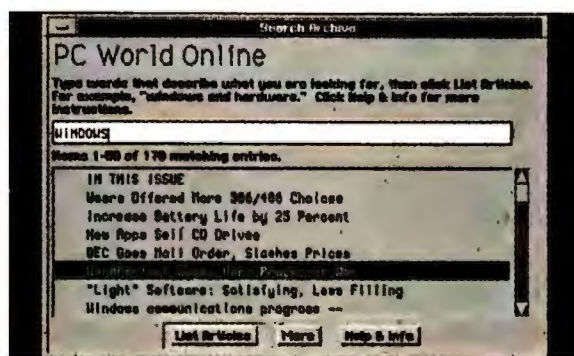 Search Archive
PC World Online
Type words that describe what you are looking for, then click List Articles.
For example, "windows and hardware." Click Help & Info for more
instructions.
WINDOWS
Items 1-20 of 170 matching entries.
IN THIS ISSUE
Users Offered More 386/486 Choices
Increase Battery Life by 25 Percent
New Apps Sell CD Drives
DEC Goes Mail Order, Slashes Prices
"Light" Software: Satisfying, Less Filling
Windows communications programs --
List Articles
More
Help & Info